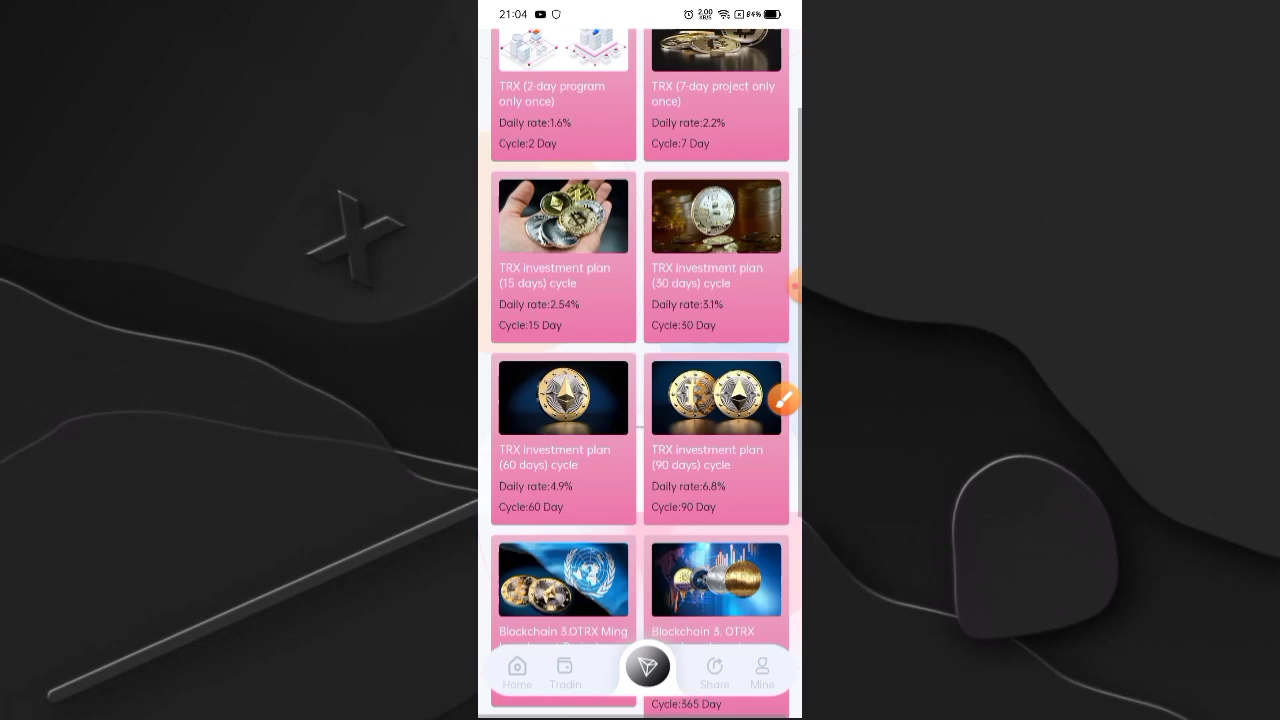 21:04
2.00
KB/S
84%
TRX (2-day program
only once)
Daily rate:1.6%
Cycle:2 Day
TRX (7-day project only
once)
Daily rate:2.2%
Cycle:7 Day
TRX investment plan
(15 days) cycle
Daily rate:2.54%
Cycle:15 Day
TRX investment plan
(30 days) cycle
Daily rate:3.1%
Cycle:30 Day
TRX investment plan
(60 days) cycle
Daily rate:4.9%
Cycle:60 Day
TRX investment plan
(90 days) cycle
Daily rate:6.8%
Cycle:90 Day
Blockchain 3.0TRX Ming
Blockchain 3. OTRX
Cycle:365 Day
Home
Tradin
Share
Mine